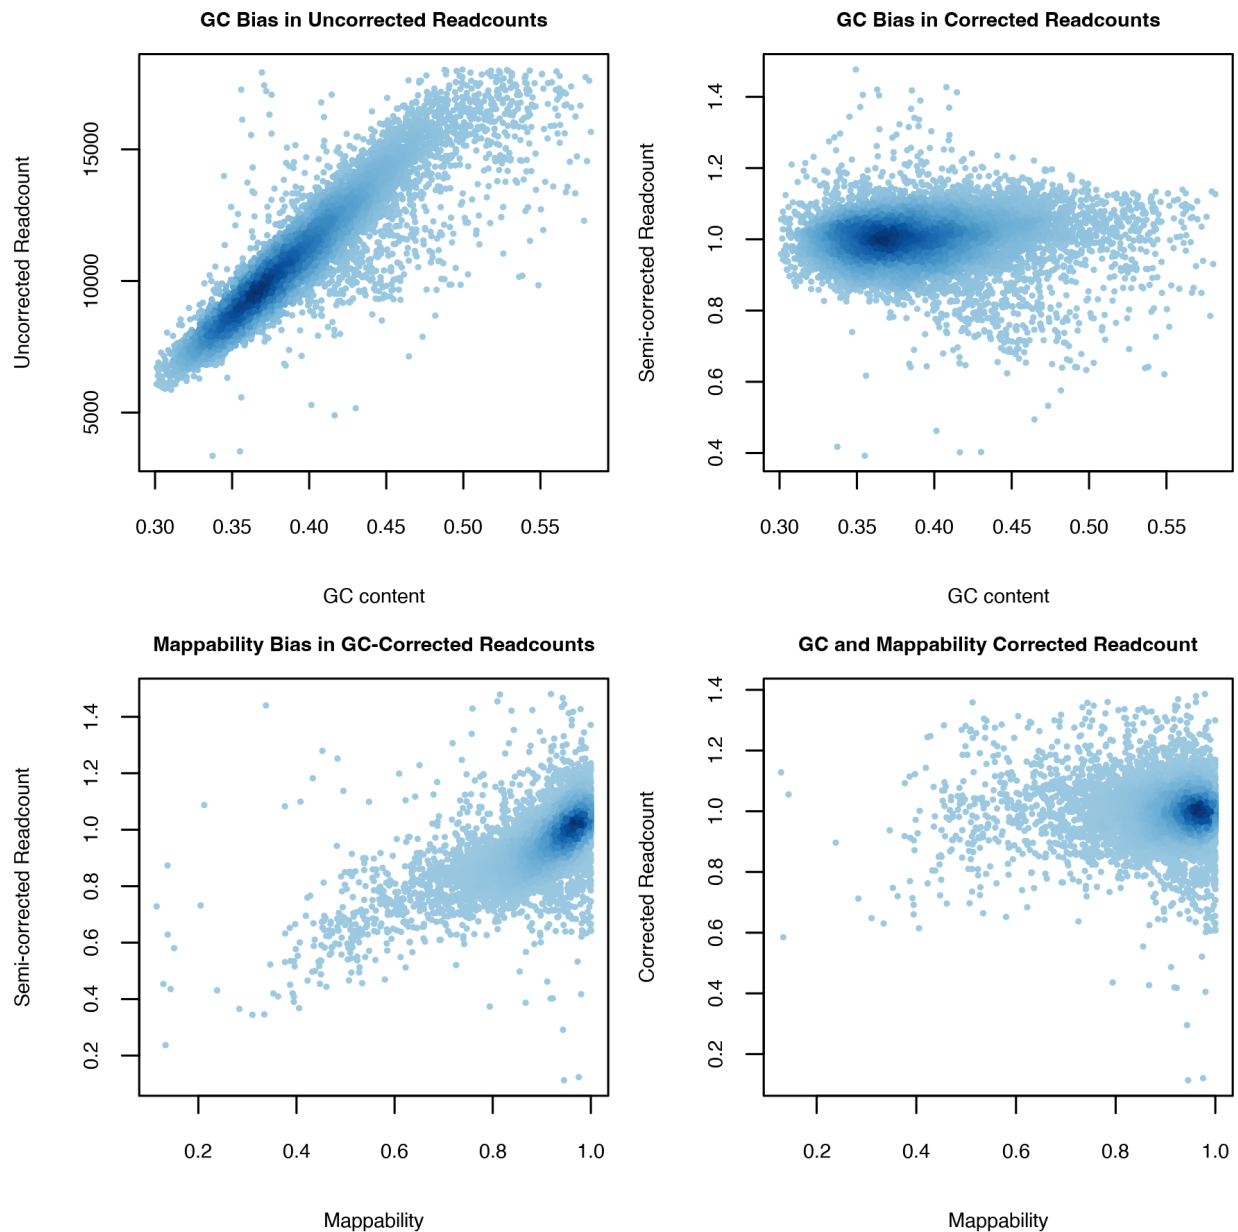 GC Bias in Uncorrected Readcounts
Uncorrected Readcount
15000
10000
5000
0.30 0.35 0.40 0.45 0.50 0.55
GC content
GC Bias in Corrected Readcounts
Semi-corrected Readcount
1.4
1.2
1.0
0.8
0.6
0.4
0.30 0.35 0.40 0.45 0.50 0.55
GC content
Mappability Bias in GC-Corrected Readcounts
Semi-corrected Readcount
1.4
1.2
1.0
0.8
0.6
0.4
0.2
0.2 0.4 0.6 0.8 1.0
Mappability
GC and Mappability Corrected Readcount
Corrected Readcount
1.4
1.2
1.0
0.8
0.6
0.4
0.2
0.2 0.4 0.6 0.8 1.0
Mappability